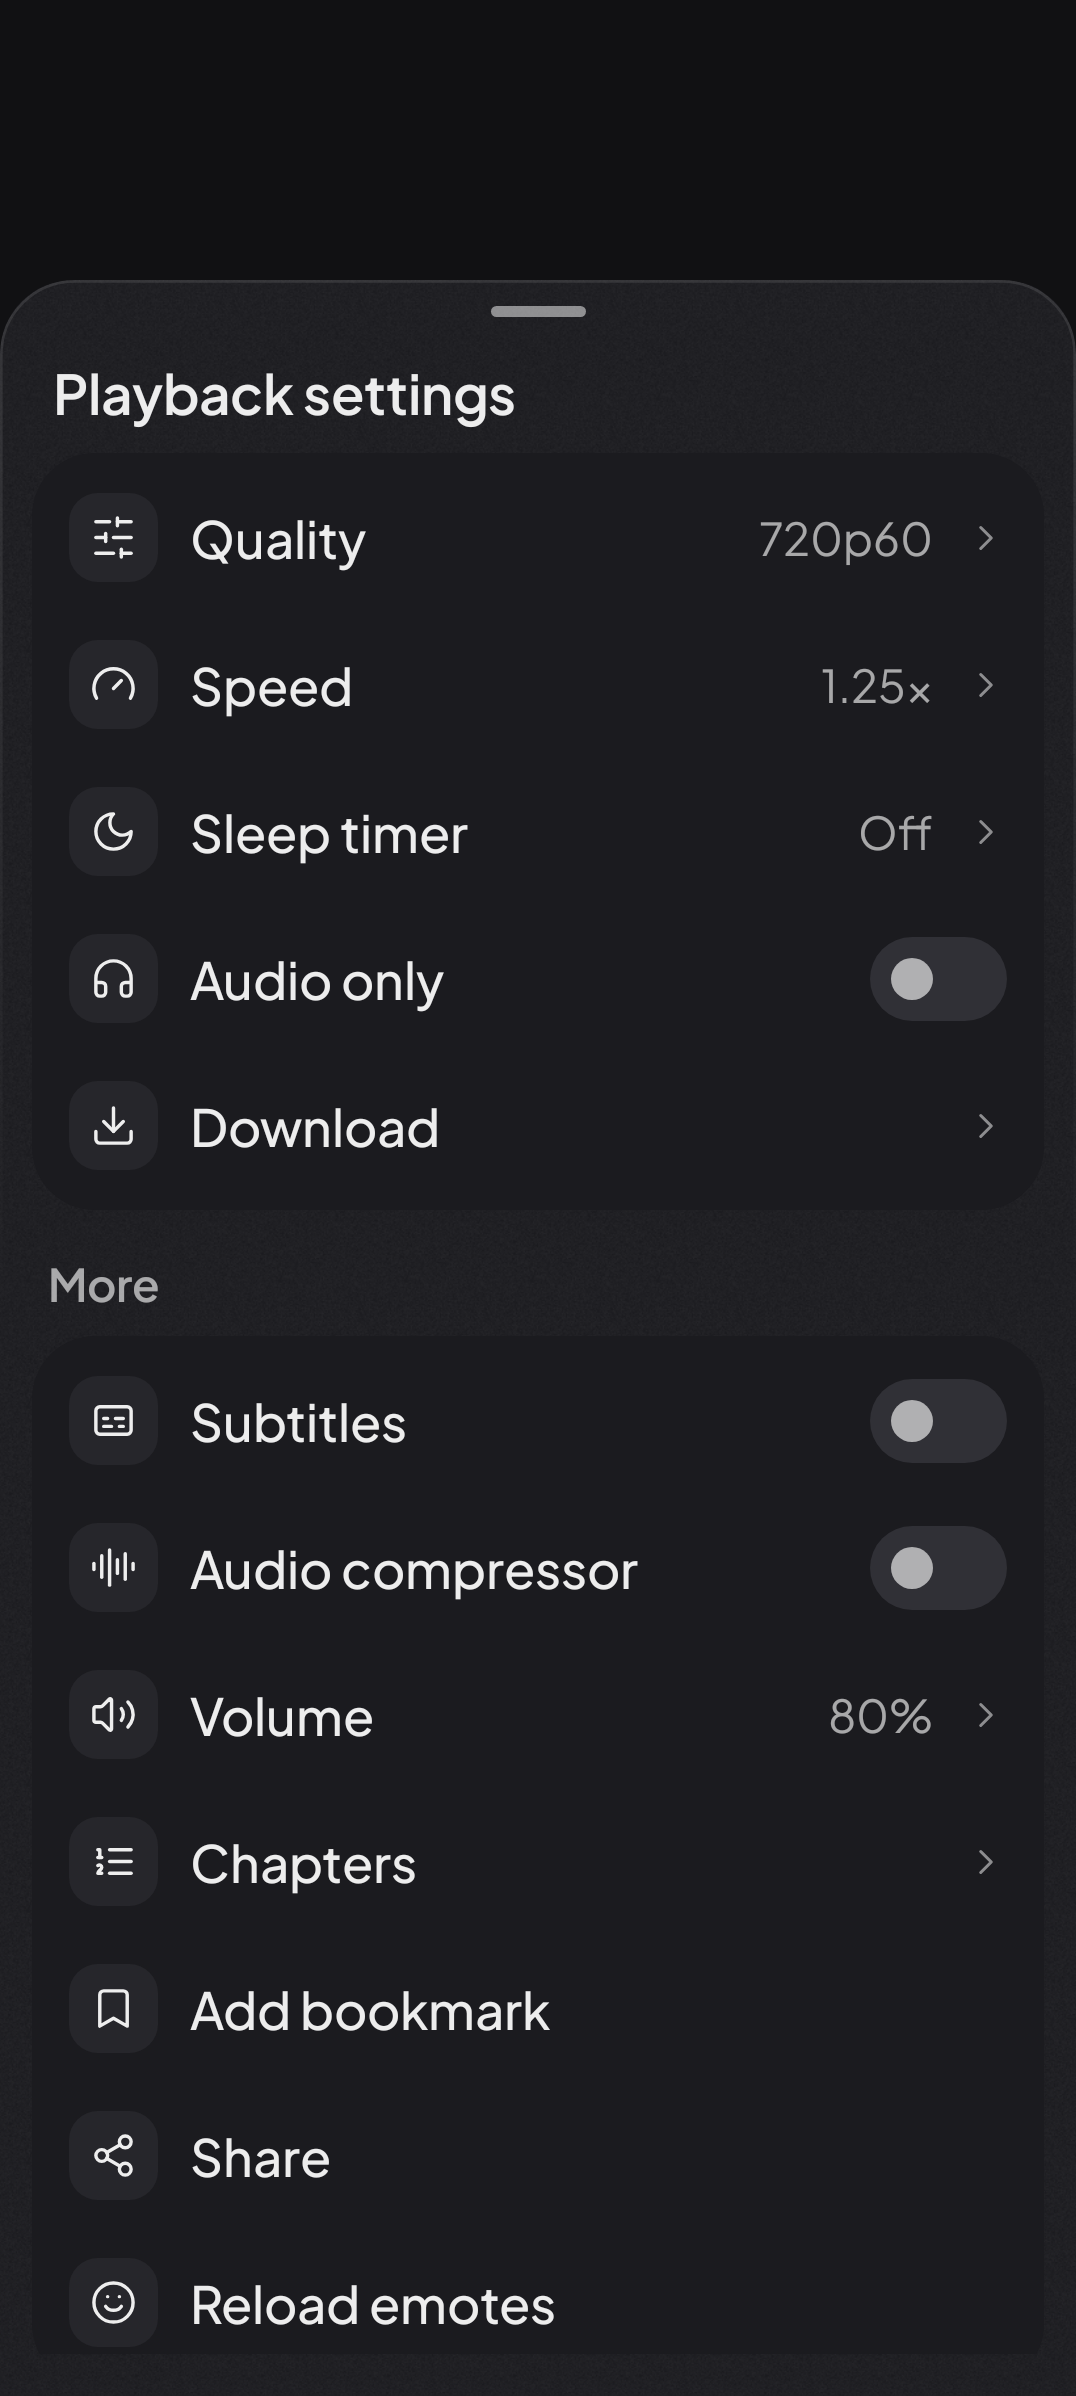 Playback settings
Quality 720p60
Speed 1.25×
Sleep timer Off
Audio only
Download
More
Subtitles
Audio compressor
Volume 80%
Chapters
Add bookmark
Share
Reload emotes